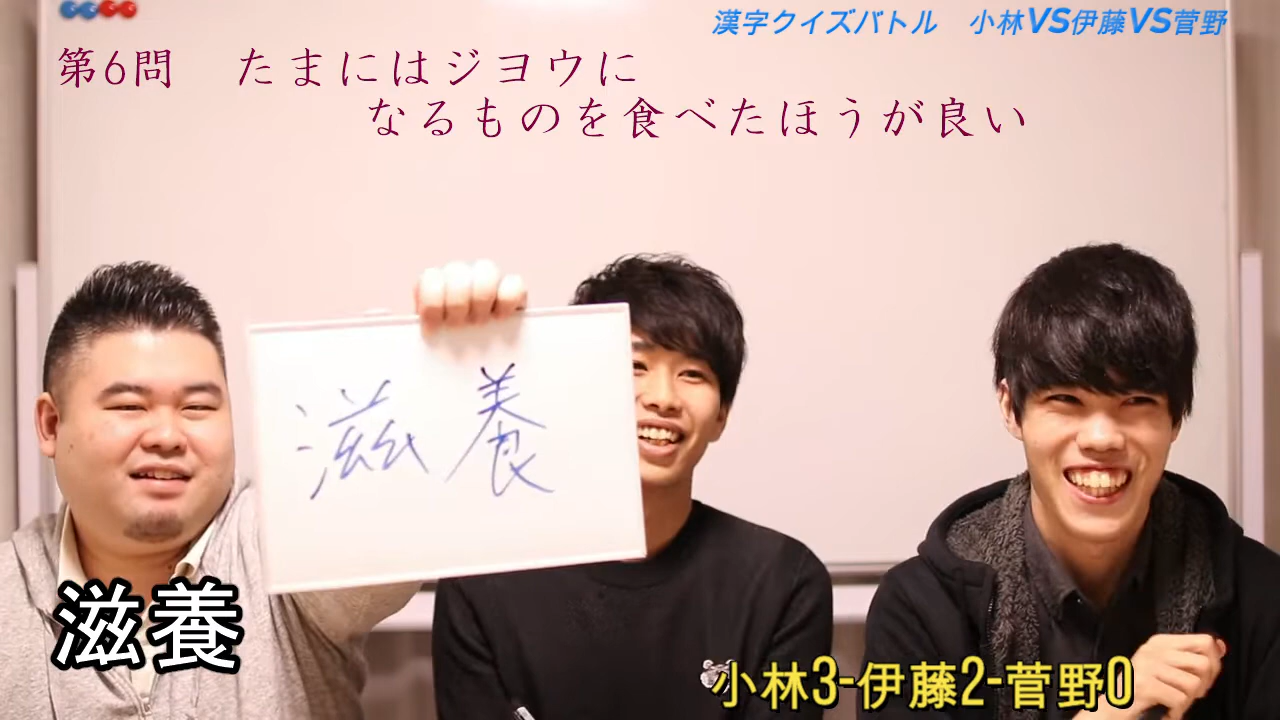 漢字クイズバトル 小林VS伊藤VS菅野
第6問 たまにはジヨウに
なるものを食べたほうが良い
滋養
滋養
小林3-伊藤2-菅野0